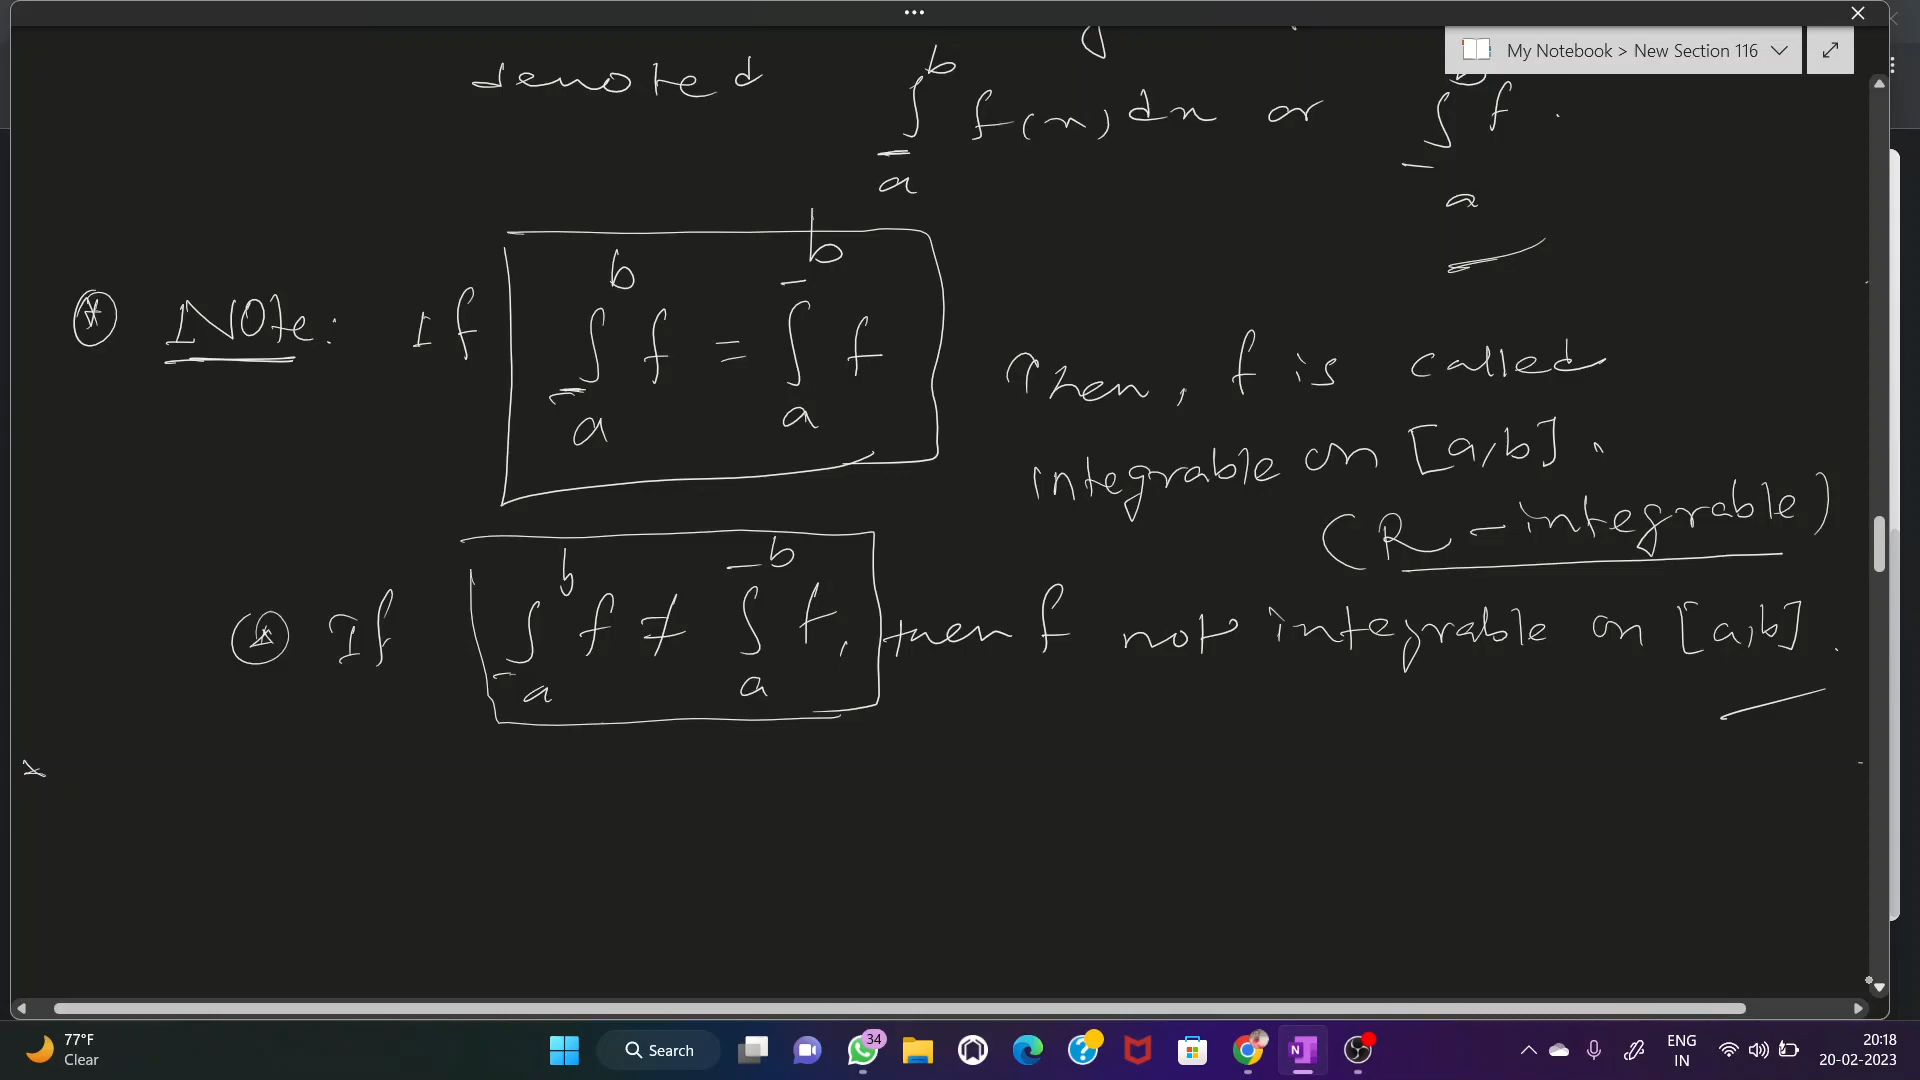 My Notebook > New Section 116
denoted ∫_a^b f(x)dx or ∫_a^b f.
Note: If ∫_a^b f = ∫_a^b f Then, f is called
integrable on [a,b].
(R-integrable)
If ∫_a^b f ≠ ∫_a^b f, then f not integrable on [a,b].
77°F
Clear
Search
34
ENG
IN
20:18
20-02-2023